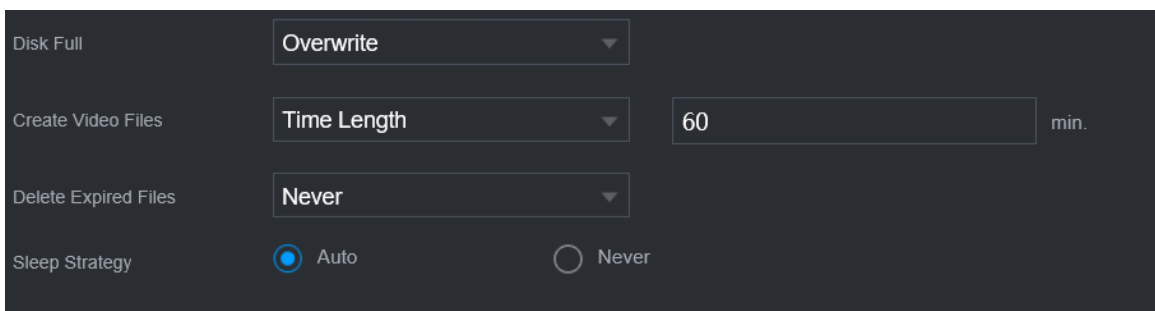 Disk Full Overwrite
Create Video Files Time Length 60 min.
Delete Expired Files Never
Sleep Strategy Auto Never